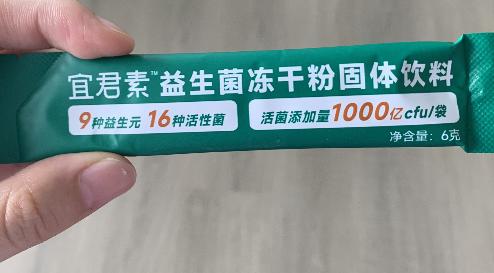 宜君素™益生菌冻干粉固体饮料
9种益生元 16种活性菌
活菌添加量1000亿cfu/袋
净含量：6克